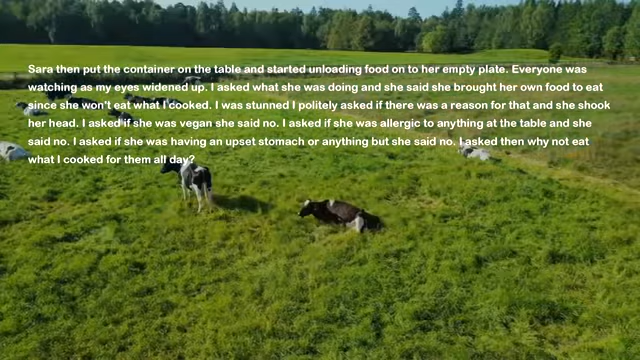 Sara then put the container on the table and started unloading food on to her empty plate. Everyone was
watching as my eyes widened up. I asked what she was doing and she said she brought her own food to eat
since she won't eat what I cooked. I was stunned I politely asked if there was a reason for that and she shook
her head. I asked if she was vegan she said no. I asked if she was allergic to anything at the table and she
said no. I asked if she was having an upset stomach or anything but she said no. I asked then why not eat
what I cooked for them all day?